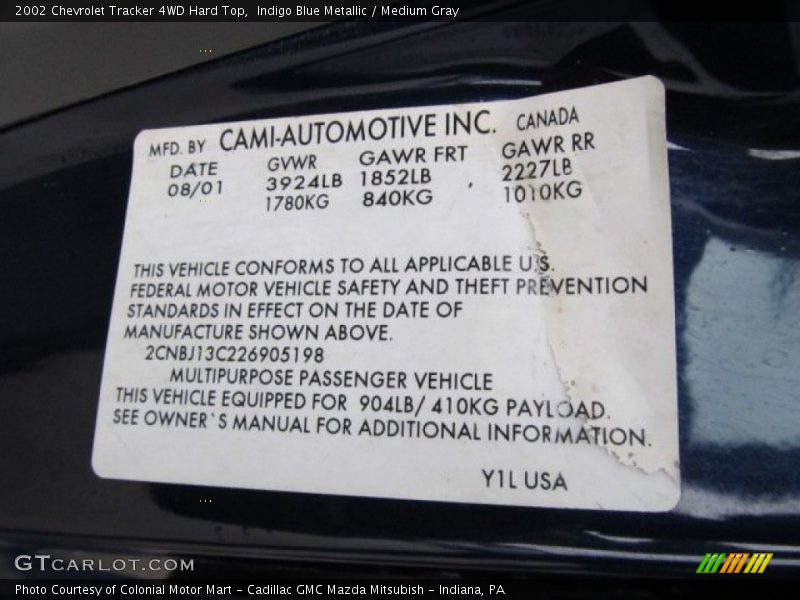 2002 Chevrolet Tracker 4WD Hard Top,  Indigo Blue Metallic / Medium Gray
MFD. BY CAMI-AUTOMOTIVE INC. CANADA
DATE GVWR GAWR FRT GAWR RR
08/01 3924LB 1852LB , 2227LB
1780KG 840KG 1010KG
THIS VEHICLE CONFORMS TO ALL APPLICABLE U.S.
FEDERAL MOTOR VEHICLE SAFETY AND THEFT PREVENTION
STANDARDS IN EFFECT ON THE DATE OF
MANUFACTURE SHOWN ABOVE.
2CNBJ13C226905198
MULTIPURPOSE PASSENGER VEHICLE
THIS VEHICLE EQUIPPED FOR 904LB/ 410KG PAYLOAD.
SEE OWNER`S MANUAL FOR ADDITIONAL INFORMATION.
Y1L USA
GTCARLOT.COM
Photo Courtesy of Colonial Motor Mart - Cadillac GMC Mazda Mitsubish - Indiana, PA